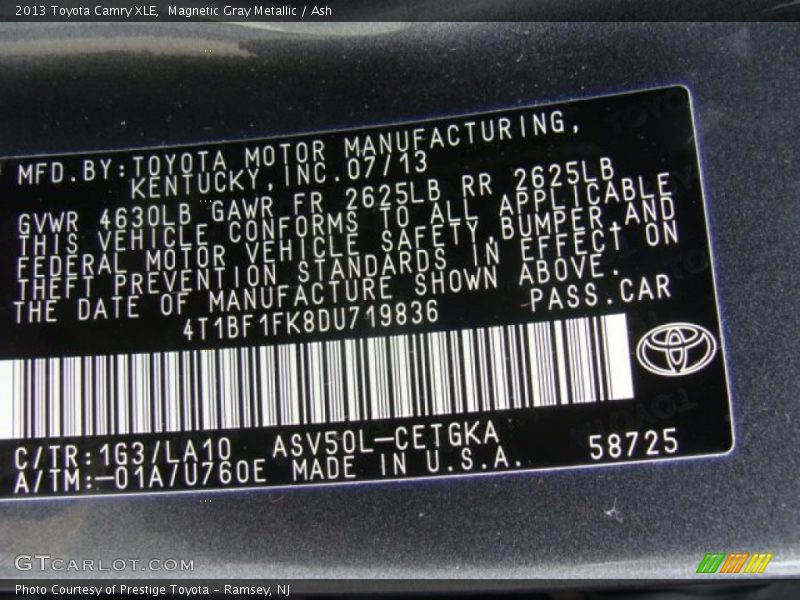 2013 Toyota Camry XLE, Magnetic Gray Metallic / Ash
MFD.BY:TOYOTA MOTOR MANUFACTURING,
KENTUCKY,INC.07/13
GVWR 4630LB GAWR FR 2625LB RR 2625LB
THIS VEHICLE CONFORMS TO ALL APPLICABLE
FEDERAL MOTOR VEHICLE SAFETY,BUMPER,AND
THEFT PREVENTION STANDARDS IN EFFECT ON
THE DATE OF MANUFACTURE SHOWN ABOVE.
4T1BF1FK8DU719836 PASS.CAR
C/TR:1G3/LA10 ASV50L-CETGKA
A/TM:-01A/U760E MADE IN U.S.A. 58725
GTCARLOT.COM
Photo Courtesy of Prestige Toyota - Ramsey, NJ